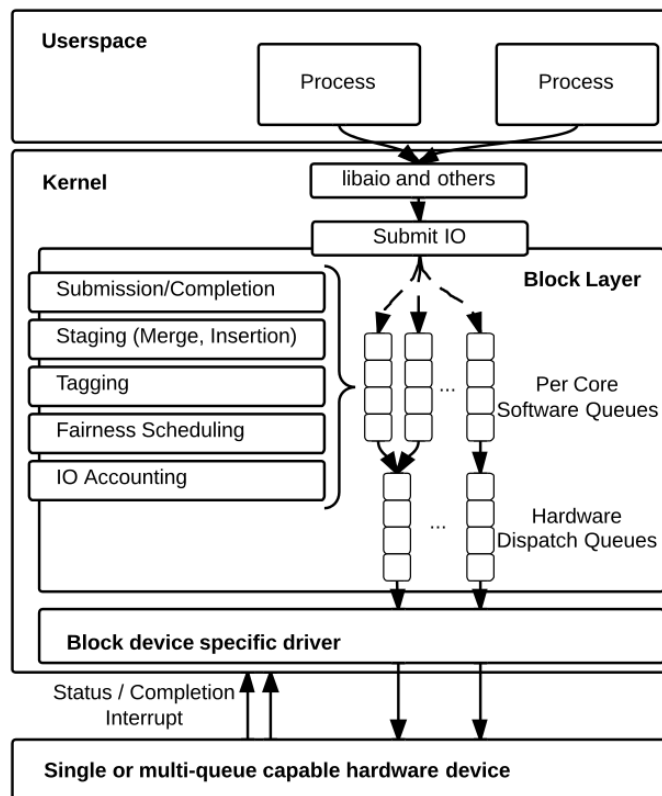 Userspace
Process
Process
Kernel
libaio and others
Submit IO
Block Layer
Submission/Completion
Staging (Merge, Insertion)
Tagging
Fairness Scheduling
IO Accounting
...
Per Core
Software Queues
...
Hardware
Dispatch Queues
Block device specific driver
Status / Completion
Interrupt
Single or multi-queue capable hardware device